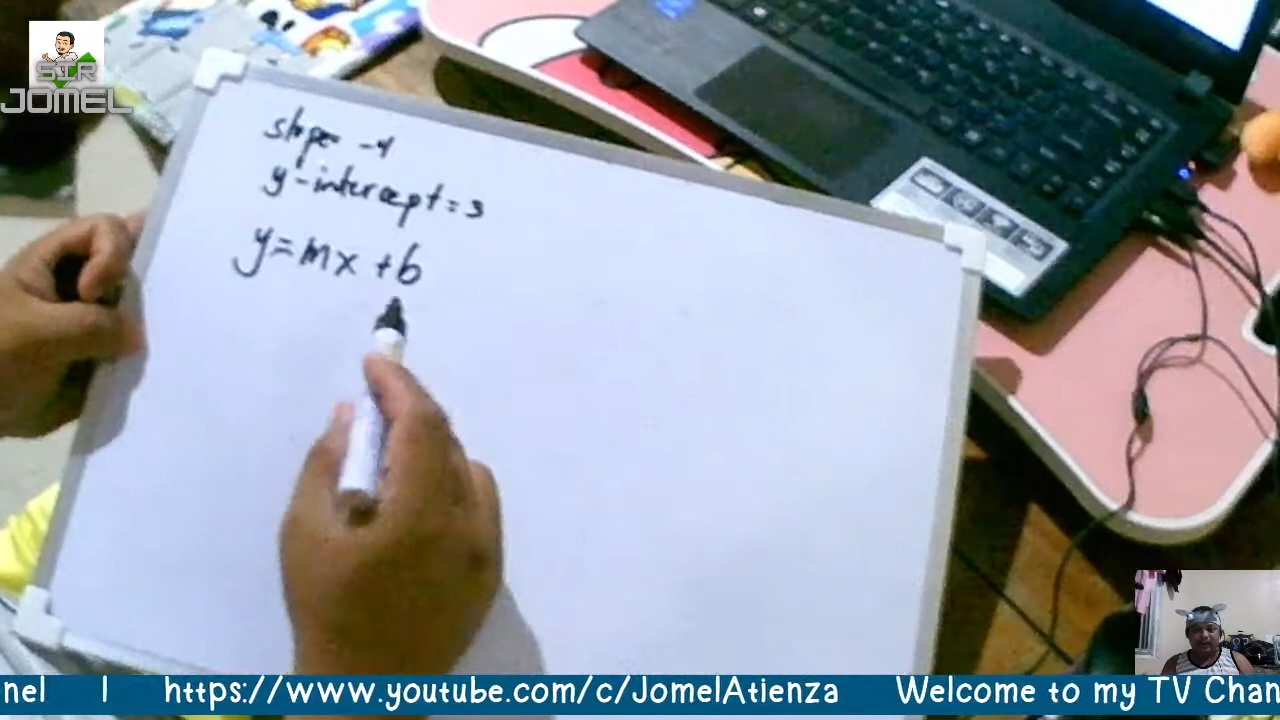 SIR
JOMEL
slope= -4
y-intercept = 3
y = mx + b
nel | https://www.youtube.com/c/JomelAtienza Welcome to my TV Chan